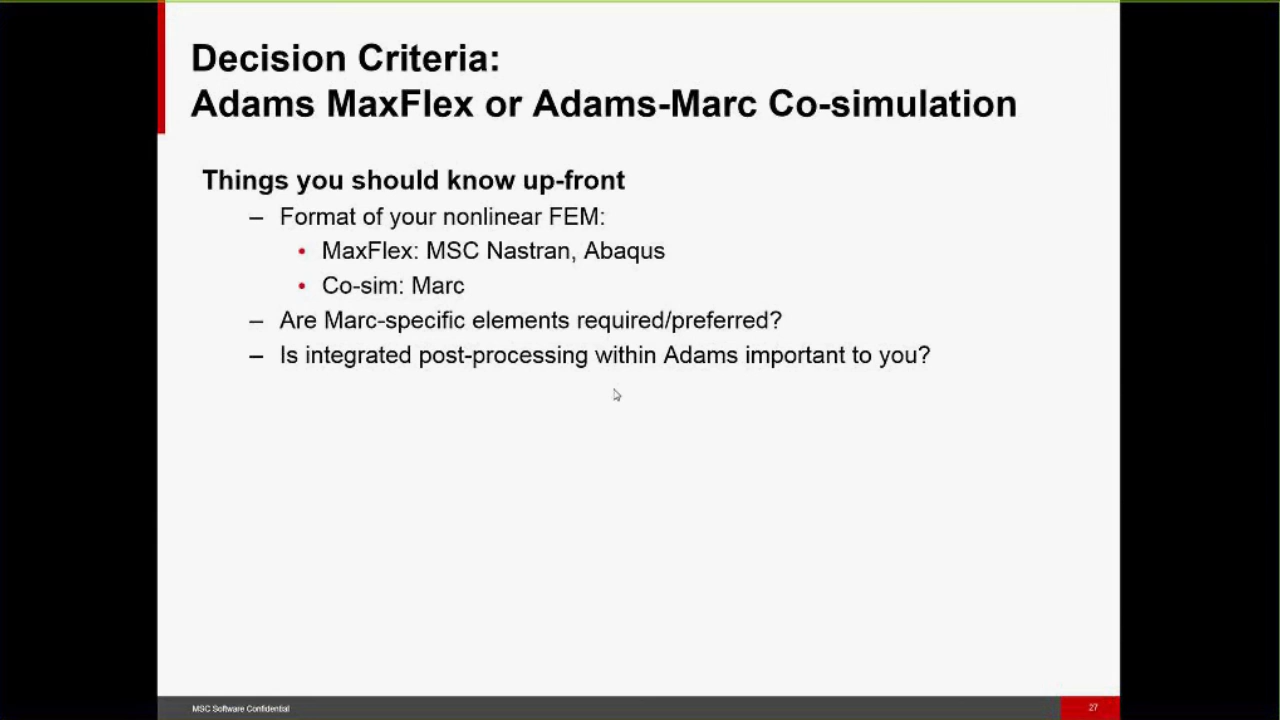 Decision Criteria:
Adams MaxFlex or Adams-Marc Co-simulation
Things you should know up-front
– Format of your nonlinear FEM:
• MaxFlex: MSC Nastran, Abaqus
• Co-sim: Marc
– Are Marc-specific elements required/preferred?
– Is integrated post-processing within Adams important to you?
MSC Software Confidential
27